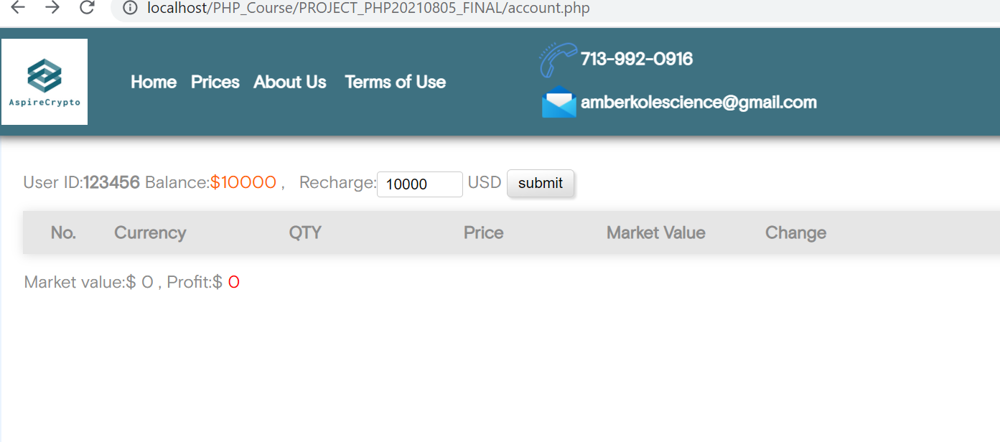 localhost/PHP_Course/PROJECT_PHP20210805_FINAL/account.php
AspireCrypto
Home Prices About Us Terms of Use
713-992-0916
amberkolescience@gmail.com
User ID:123456 Balance:$10000 , Recharge: 10000 USD submit
No. Currency QTY Price Market Value Change
Market value:$ 0 , Profit:$ 0